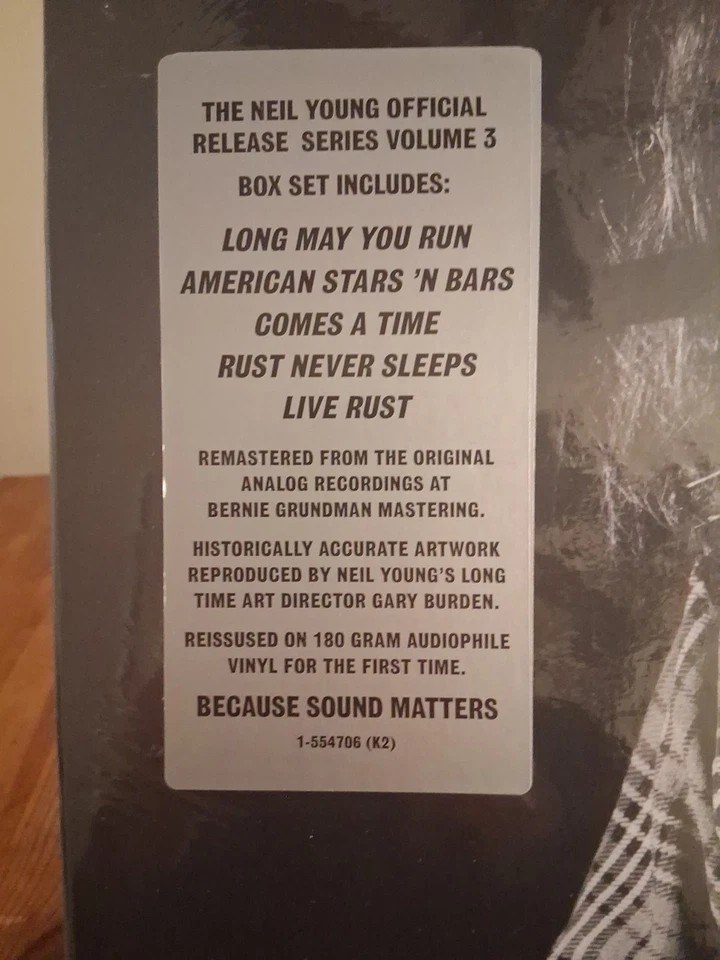 THE NEIL YOUNG OFFICIAL
RELEASE SERIES VOLUME 3
BOX SET INCLUDES:
LONG MAY YOU RUN
AMERICAN STARS 'N BARS
COMES A TIME
RUST NEVER SLEEPS
LIVE RUST
REMASTERED FROM THE ORIGINAL
ANALOG RECORDINGS AT
BERNIE GRUNDMAN MASTERING.
HISTORICALLY ACCURATE ARTWORK
REPRODUCED BY NEIL YOUNG'S LONG
TIME ART DIRECTOR GARY BURDEN.
REISSUSED ON 180 GRAM AUDIOPHILE
VINYL FOR THE FIRST TIME.
BECAUSE SOUND MATTERS
1-554706 (K2)